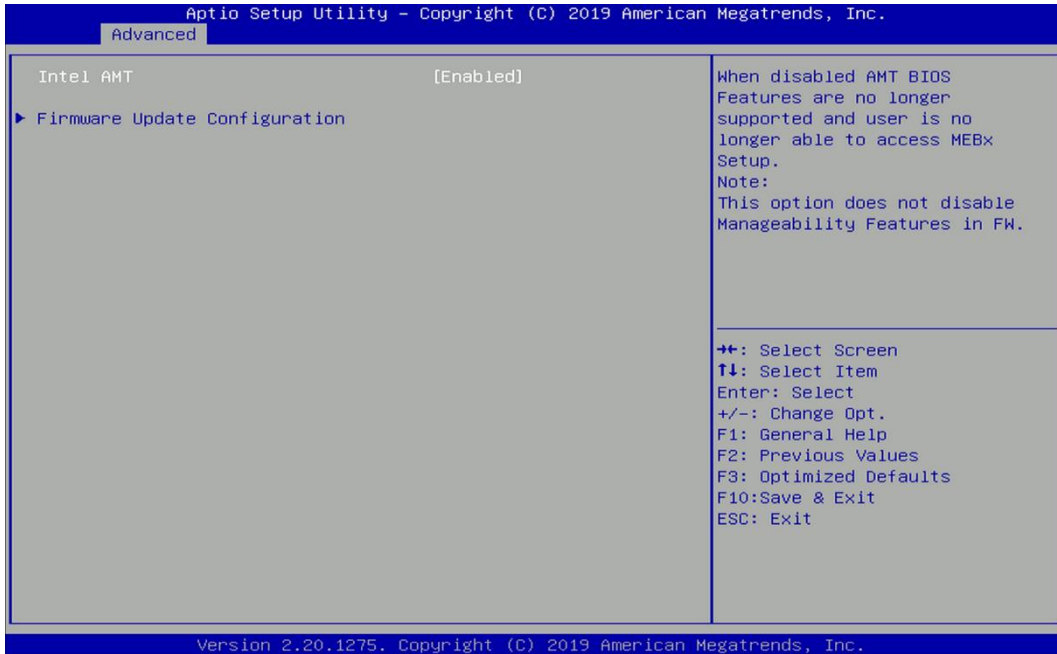 Aptio Setup Utility – Copyright (C) 2019 American Megatrends, Inc.
Advanced
Intel AMT [Enabled]
► Firmware Update Configuration
When disabled AMT BIOS
Features are no longer
supported and user is no
longer able to access MEBx
Setup.
Note:
This option does not disable
Manageability Features in FW.
→←: Select Screen
↑↓: Select Item
Enter: Select
+/-: Change Opt.
F1: General Help
F2: Previous Values
F3: Optimized Defaults
F10:Save & Exit
ESC: Exit
Version 2.20.1275. Copyright (C) 2019 American Megatrends, Inc.